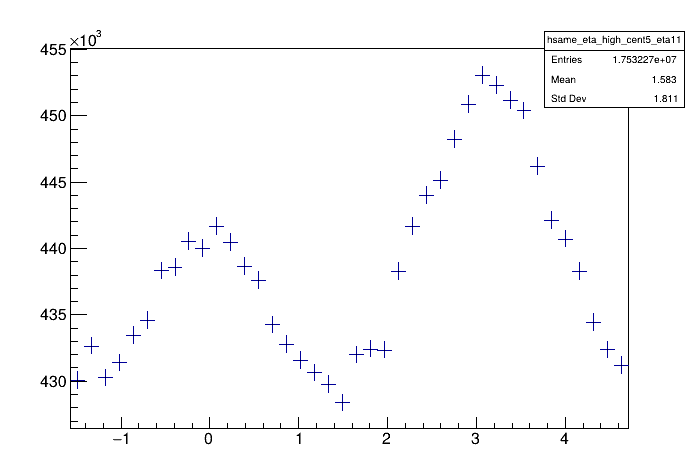 ×10³
hsame_eta_high_cent5_eta11
Entries 1.753227e+07
Mean 1.583
Std Dev 1.811
455
450
445
440
435
430
−1 0 1 2 3 4